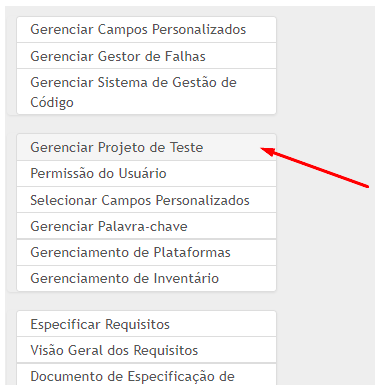 Gerenciar Campos Personalizados
Gerenciar Gestor de Falhas
Gerenciar Sistema de Gestão de
Código
Gerenciar Projeto de Teste
Permissão do Usuário
Selecionar Campos Personalizados
Gerenciar Palavra-chave
Gerenciamento de Plataformas
Gerenciamento de Inventário
Especificar Requisitos
Visão Geral dos Requisitos
Documento de Especificação de